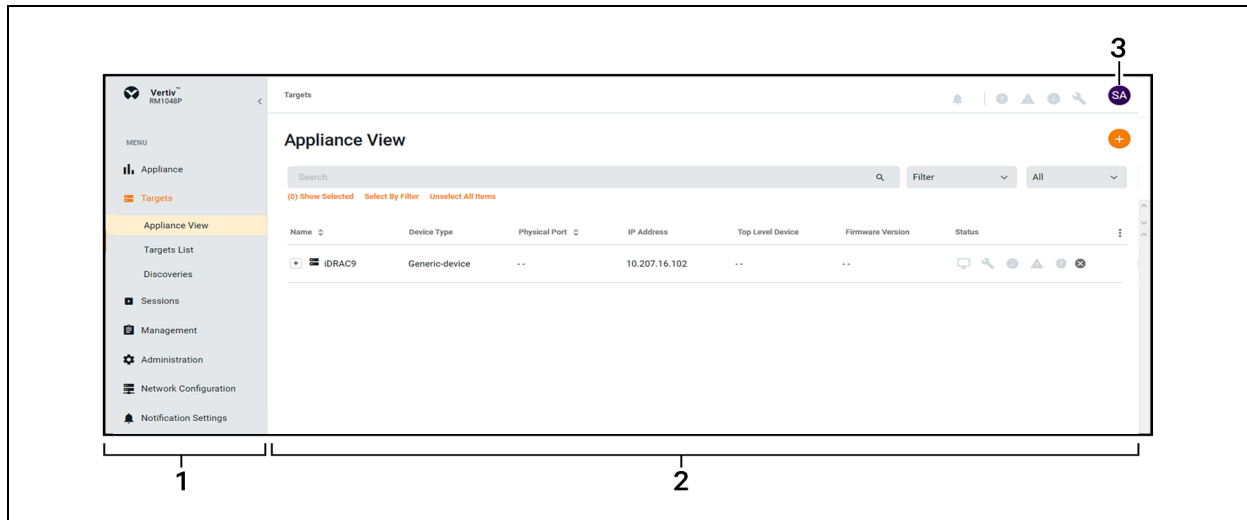 3
Vertiv™
RM1048P
<
Targets
SA
MENU
Appliance View
+
Appliance
Search
Filter
All
Targets
(0) Show Selected Select By Filter Unselect All Items
Appliance View
Name Device Type Physical Port IP Address Top Level Device Firmware Version Status
Targets List
+ iDRAC9 Generic-device -- 10.207.16.102 -- --
Discoveries
Sessions
Management
Administration
Network Configuration
Notification Settings
1
2